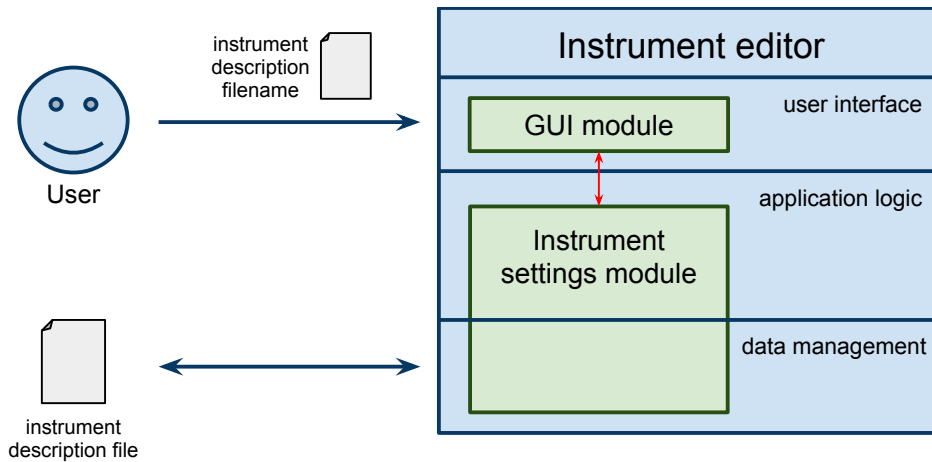 instrument
description
filename
User
instrument
description file
Instrument editor
user interface
GUI module
application logic
Instrument
settings module
data management